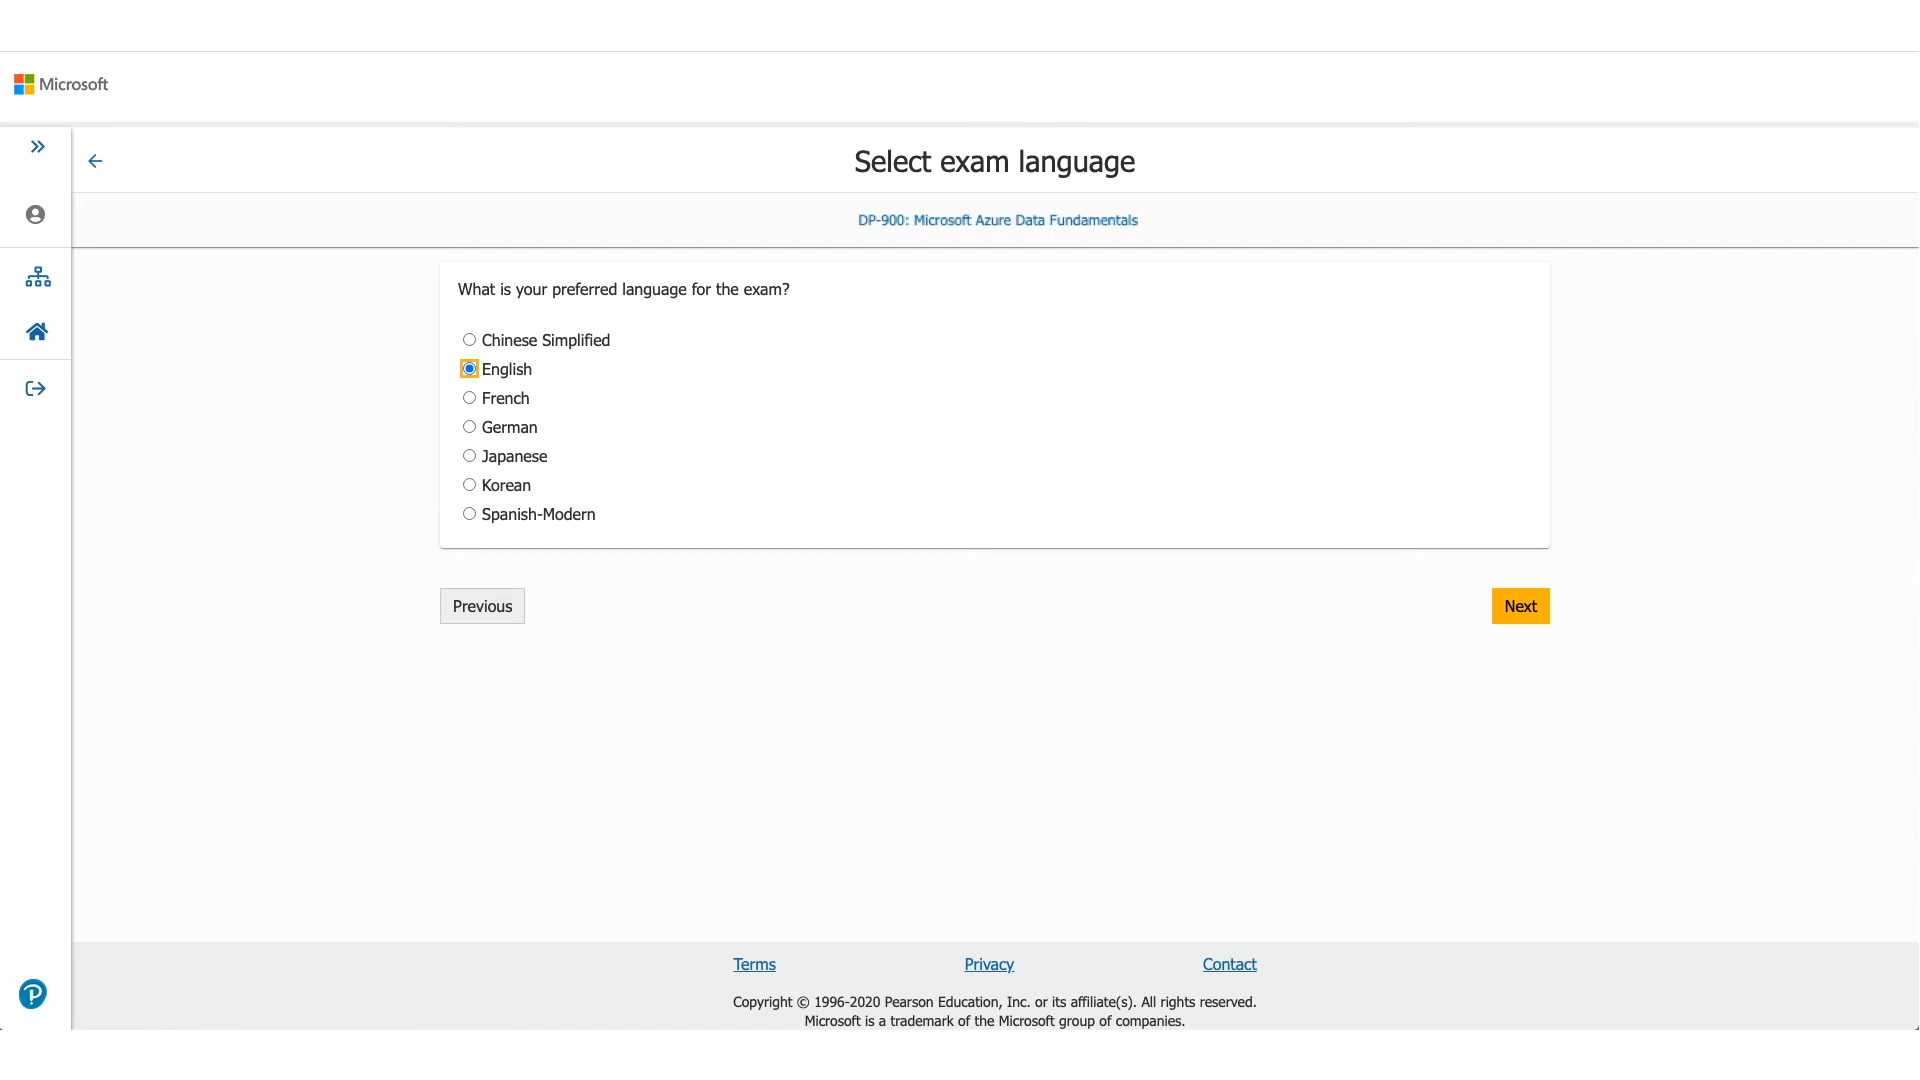 Microsoft
Select exam language
DP-900: Microsoft Azure Data Fundamentals
What is your preferred language for the exam?
Chinese Simplified
English
French
German
Japanese
Korean
Spanish-Modern
Previous
Next
Terms
Privacy
Contact
Copyright © 1996-2020 Pearson Education, Inc. or its affiliate(s). All rights reserved.
Microsoft is a trademark of the Microsoft group of companies.